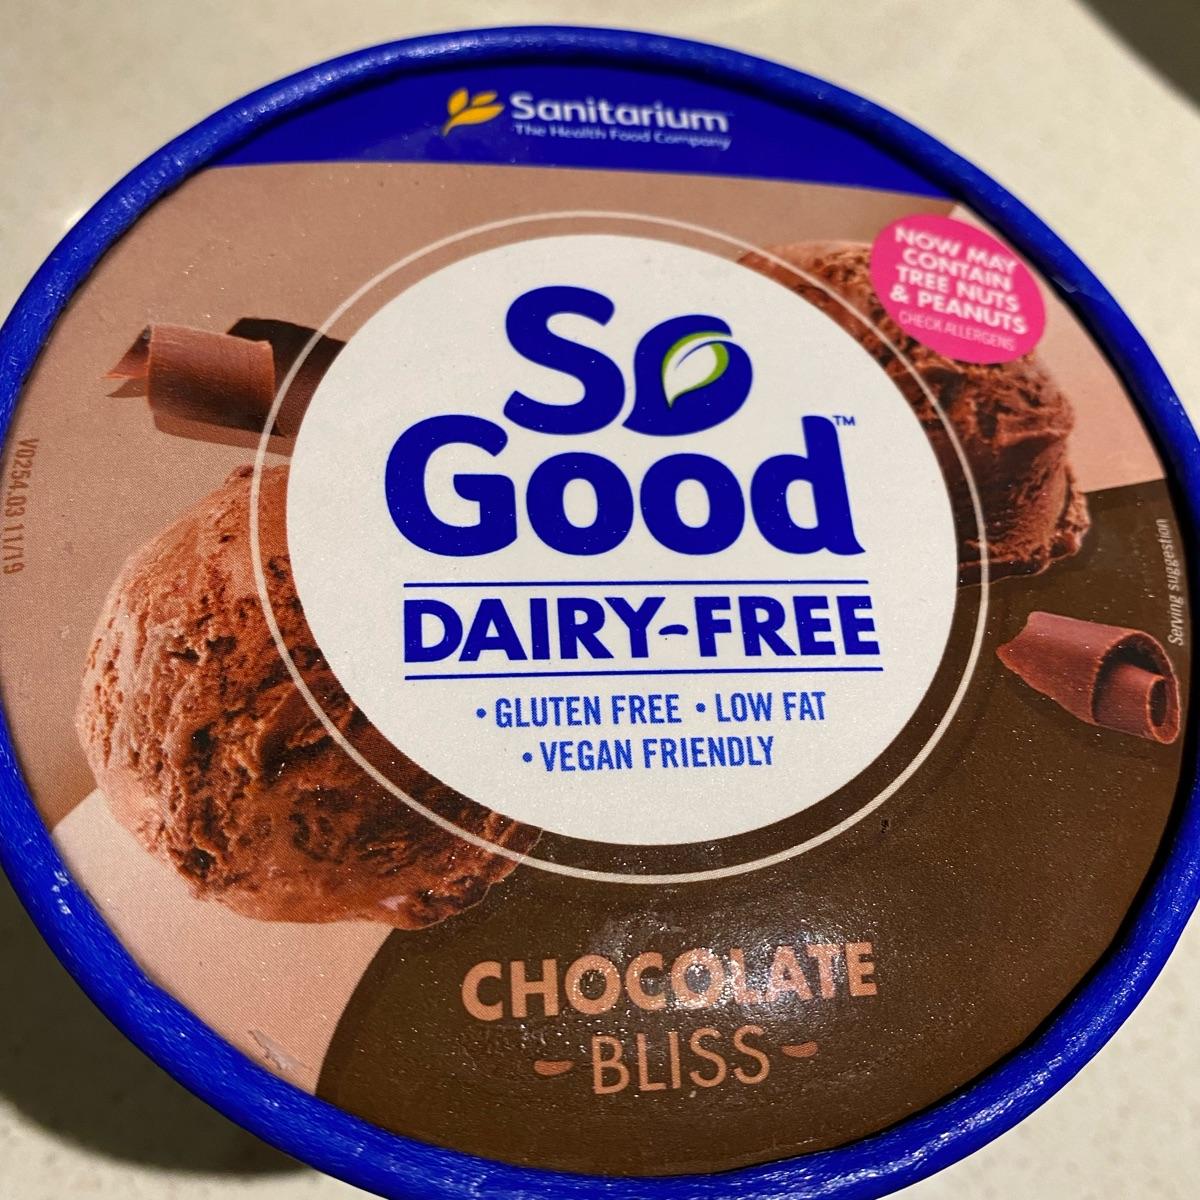 Sanitarium
The Health Food Company
NOW MAY
CONTAIN
TREE NUTS
& PEANUTS
CHECK ALLERGENS
So
Good™
DAIRY-FREE
• GLUTEN FREE • LOW FAT
• VEGAN FRIENDLY
V0254.03 11/19
Serving suggestion
CHOCOLATE
BLISS